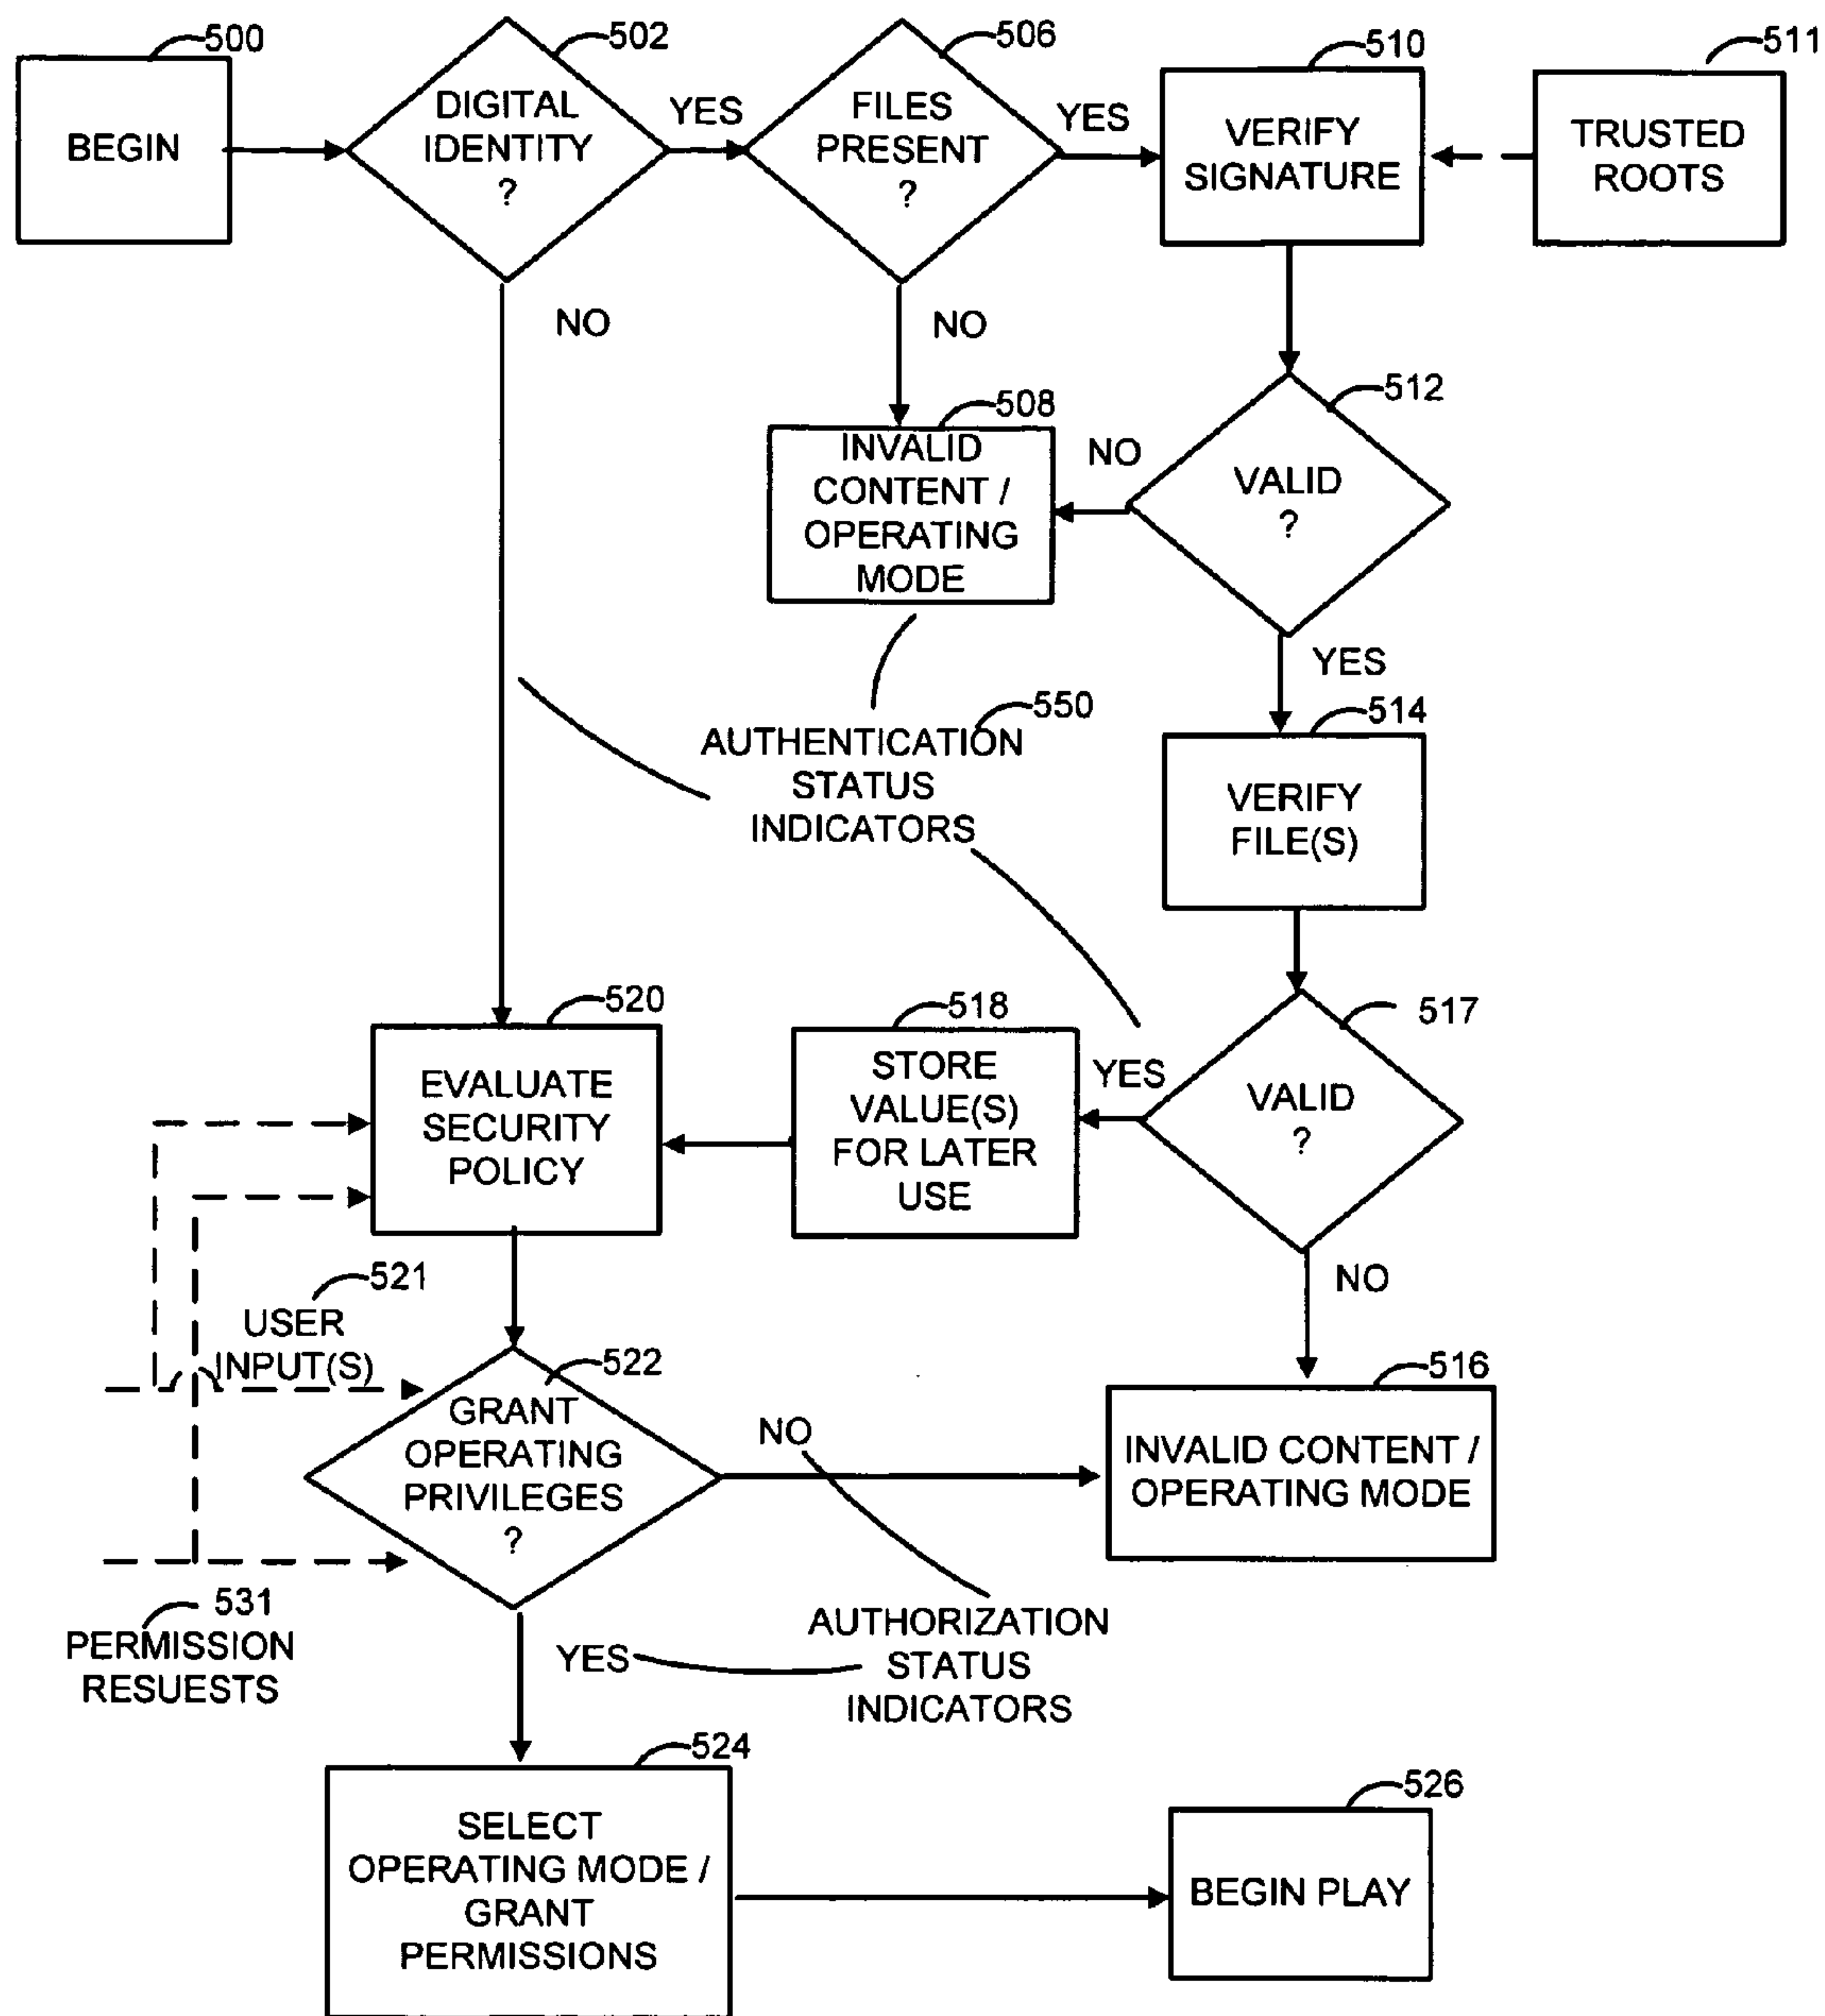 500
BEGIN
502
DIGITAL
IDENTITY
?
YES
NO
506
FILES
PRESENT
?
YES
NO
510
VERIFY
SIGNATURE
511
TRUSTED
ROOTS
508
INVALID
CONTENT /
OPERATING
MODE
NO
512
VALID
?
YES
550
AUTHENTICATION
STATUS
INDICATORS
514
VERIFY
FILE(S)
520
EVALUATE
SECURITY
POLICY
518
STORE
VALUE(S)
FOR LATER
USE
YES
517
VALID
?
NO
521
USER
INPUT(S)
522
GRANT
OPERATING
PRIVILEGES
?
NO
516
INVALID CONTENT /
OPERATING MODE
531
PERMISSION
RESUESTS
YES
AUTHORIZATION
STATUS
INDICATORS
524
SELECT
OPERATING MODE /
GRANT
PERMISSIONS
526
BEGIN PLAY